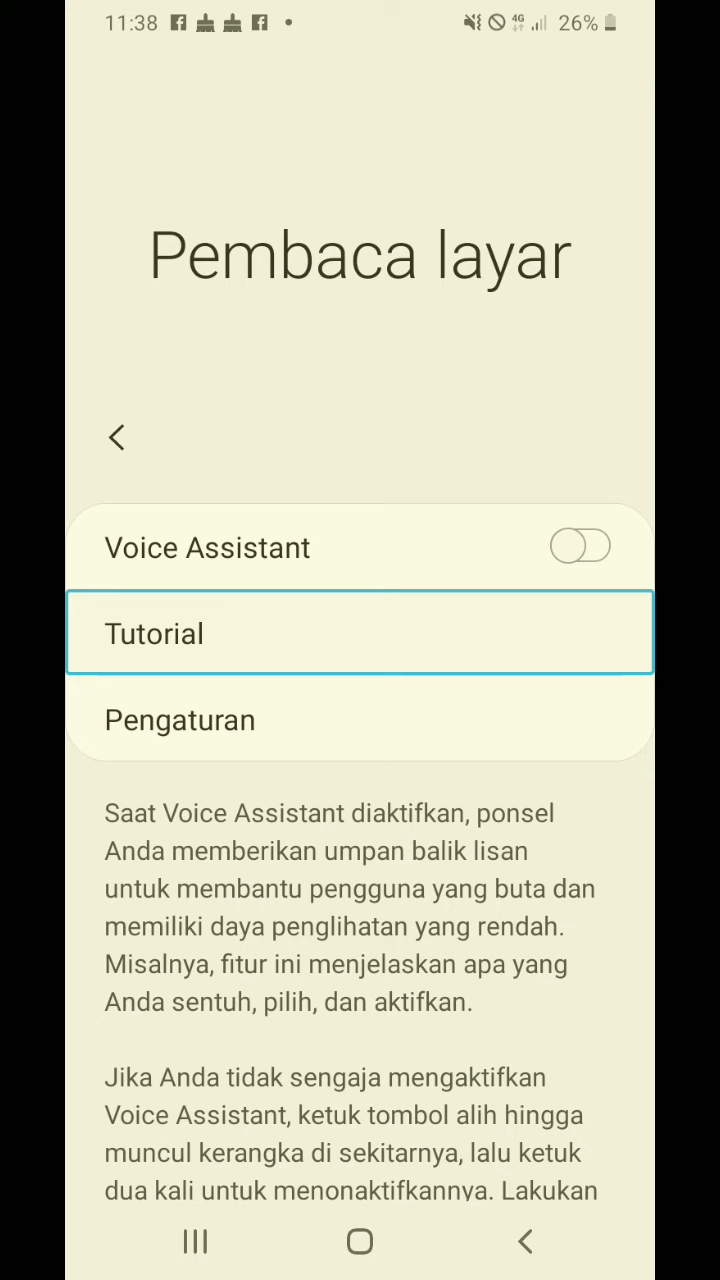 11:38
4G
26%
Pembaca layar
Voice Assistant
Tutorial
Pengaturan
Saat Voice Assistant diaktifkan, ponsel
Anda memberikan umpan balik lisan
untuk membantu pengguna yang buta dan
memiliki daya penglihatan yang rendah.
Misalnya, fitur ini menjelaskan apa yang
Anda sentuh, pilih, dan aktifkan.
Jika Anda tidak sengaja mengaktifkan
Voice Assistant, ketuk tombol alih hingga
muncul kerangka di sekitarnya, lalu ketuk
dua kali untuk menonaktifkannya. Lakukan